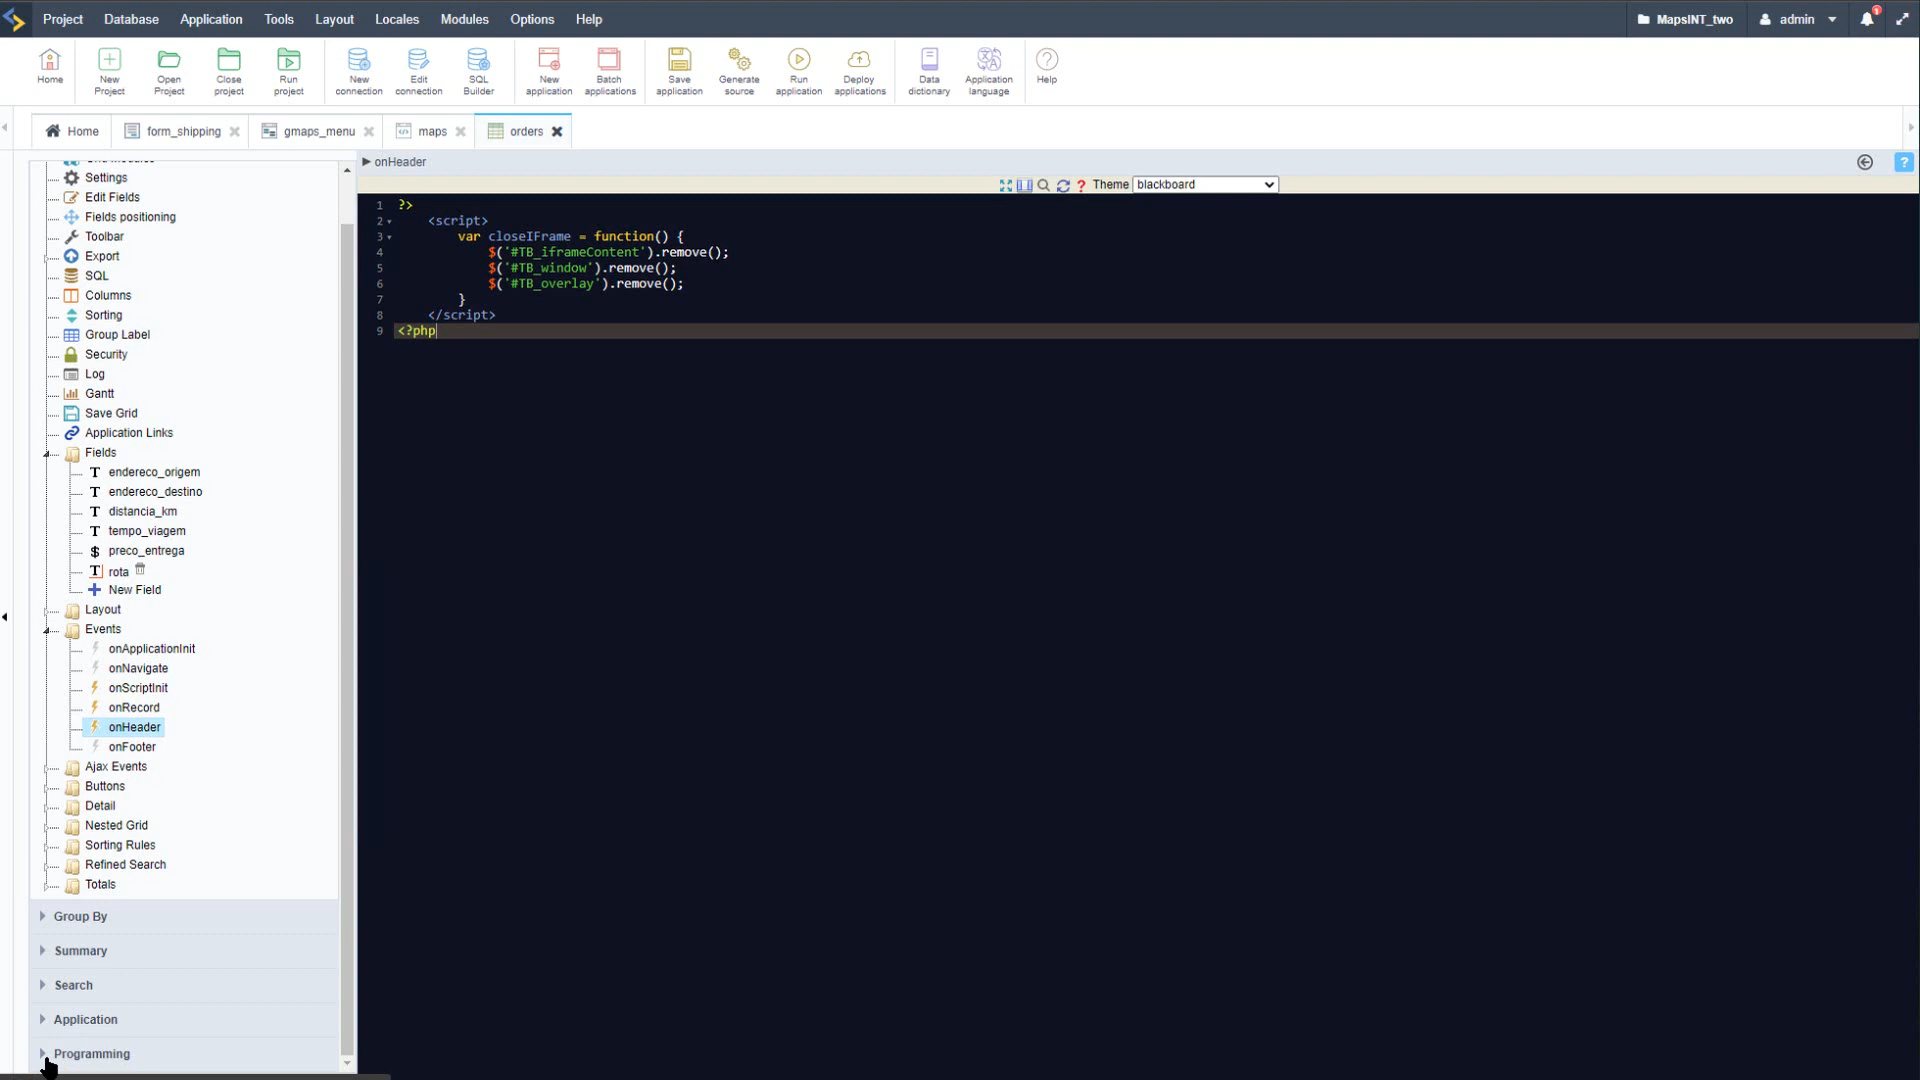 Project Database Application Tools Layout Locales Modules Options Help MapsINT_two admin 1
Home
New Project
Open Project
Close project
Run project
New connection
Edit connection
SQL Builder
New application
Batch applications
Save application
Generate source
Run application
Deploy applications
Data dictionary
Application language
Help
Home form_shipping gmaps_menu maps orders
Settings
Edit Fields
Fields positioning
Toolbar
Export
SQL
Columns
Sorting
Group Label
Security
Log
Gantt
Save Grid
Application Links
Fields
endereco_origem
endereco_destino
distancia_km
tempo_viagem
preco_entrega
rota
New Field
Layout
Events
onApplicationInit
onNavigate
onScriptInit
onRecord
onHeader
onFooter
Ajax Events
Buttons
Detail
Nested Grid
Sorting Rules
Refined Search
Totals
Group By
Summary
Search
Application
Programming
onHeader
Theme blackboard
1 ?>
2 <script>
3 var closeIFrame = function() {
4 $('#TB_iframeContent').remove();
5 $('#TB_window').remove();
6 $('#TB_overlay').remove();
7 }
8 </script>
9 <?php